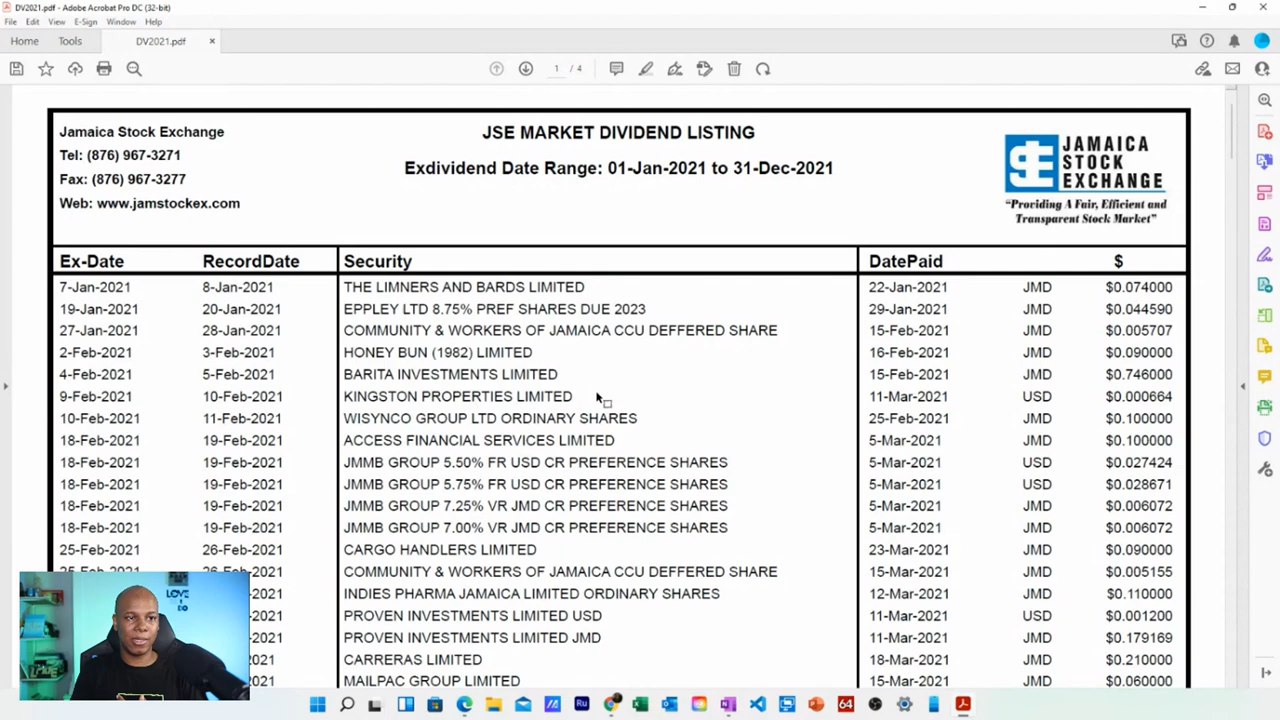 DV2021.pdf - Adobe Acrobat Pro DC (32-bit)
File Edit View E-Sign Window Help
Home Tools DV2021.pdf ×
1 / 4
Jamaica Stock Exchange
Tel: (876) 967-3271
Fax: (876) 967-3277
Web: www.jamstockex.com
JSE MARKET DIVIDEND LISTING
Exdividend Date Range: 01-Jan-2021 to 31-Dec-2021
JAMAICA
STOCK
EXCHANGE
“Providing A Fair, Efficient and
Transparent Stock Market”
Ex-Date RecordDate Security DatePaid $
7-Jan-2021 8-Jan-2021 THE LIMNERS AND BARDS LIMITED 22-Jan-2021 JMD $0.074000
19-Jan-2021 20-Jan-2021 EPPLEY LTD 8.75% PREF SHARES DUE 2023 29-Jan-2021 JMD $0.044590
27-Jan-2021 28-Jan-2021 COMMUNITY & WORKERS OF JAMAICA CCU DEFFERED SHARE 15-Feb-2021 JMD $0.005707
2-Feb-2021 3-Feb-2021 HONEY BUN (1982) LIMITED 16-Feb-2021 JMD $0.090000
4-Feb-2021 5-Feb-2021 BARITA INVESTMENTS LIMITED 15-Feb-2021 JMD $0.746000
9-Feb-2021 10-Feb-2021 KINGSTON PROPERTIES LIMITED 11-Mar-2021 USD $0.000664
10-Feb-2021 11-Feb-2021 WISYNCO GROUP LTD ORDINARY SHARES 25-Feb-2021 JMD $0.100000
18-Feb-2021 19-Feb-2021 ACCESS FINANCIAL SERVICES LIMITED 5-Mar-2021 JMD $0.100000
18-Feb-2021 19-Feb-2021 JMMB GROUP 5.50% FR USD CR PREFERENCE SHARES 5-Mar-2021 USD $0.027424
18-Feb-2021 19-Feb-2021 JMMB GROUP 5.75% FR USD CR PREFERENCE SHARES 5-Mar-2021 USD $0.028671
18-Feb-2021 19-Feb-2021 JMMB GROUP 7.25% VR JMD CR PREFERENCE SHARES 5-Mar-2021 JMD $0.006072
18-Feb-2021 19-Feb-2021 JMMB GROUP 7.00% VR JMD CR PREFERENCE SHARES 5-Mar-2021 JMD $0.006072
25-Feb-2021 26-Feb-2021 CARGO HANDLERS LIMITED 23-Mar-2021 JMD $0.090000
COMMUNITY & WORKERS OF JAMAICA CCU DEFFERED SHARE 15-Mar-2021 JMD $0.005155
INDIES PHARMA JAMAICA LIMITED ORDINARY SHARES 12-Mar-2021 JMD $0.110000
PROVEN INVESTMENTS LIMITED USD 11-Mar-2021 USD $0.001200
PROVEN INVESTMENTS LIMITED JMD 11-Mar-2021 JMD $0.179169
CARRERAS LIMITED 18-Mar-2021 JMD $0.210000
MAILPAC GROUP LIMITED 15-Mar-2021 JMD $0.060000
Ru
64